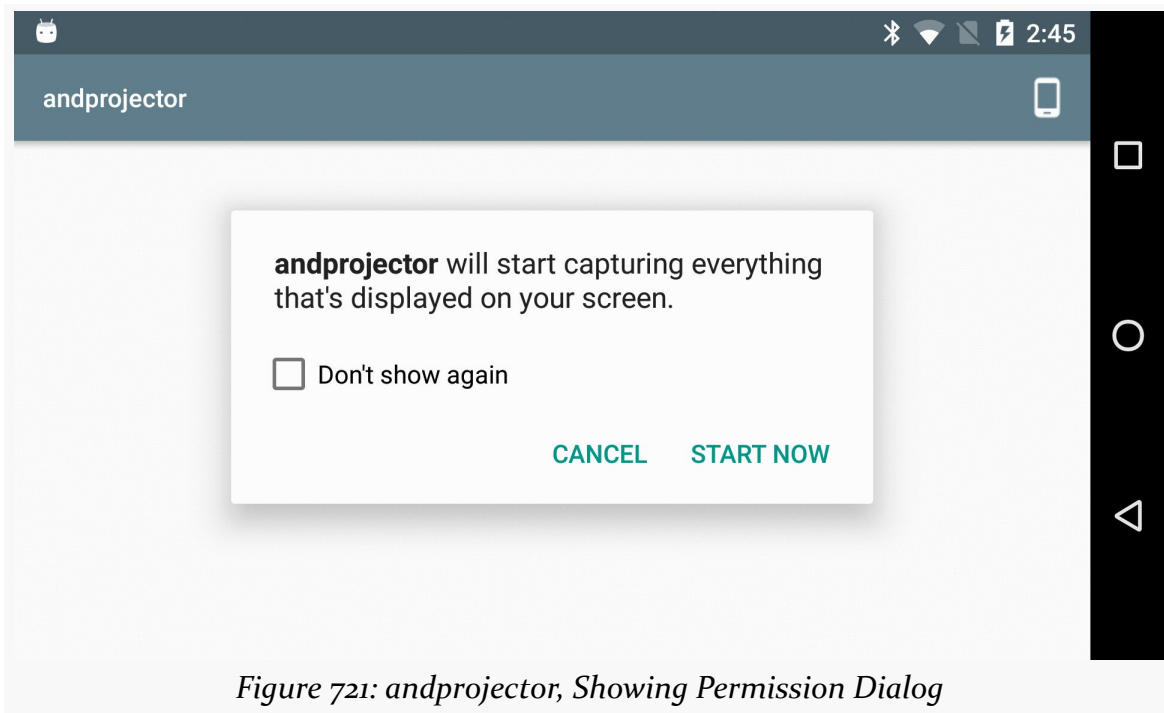 2:45
andprojector
andprojector will start capturing everything
that's displayed on your screen.
Don't show again
CANCEL START NOW
Figure 721: andprojector, Showing Permission Dialog